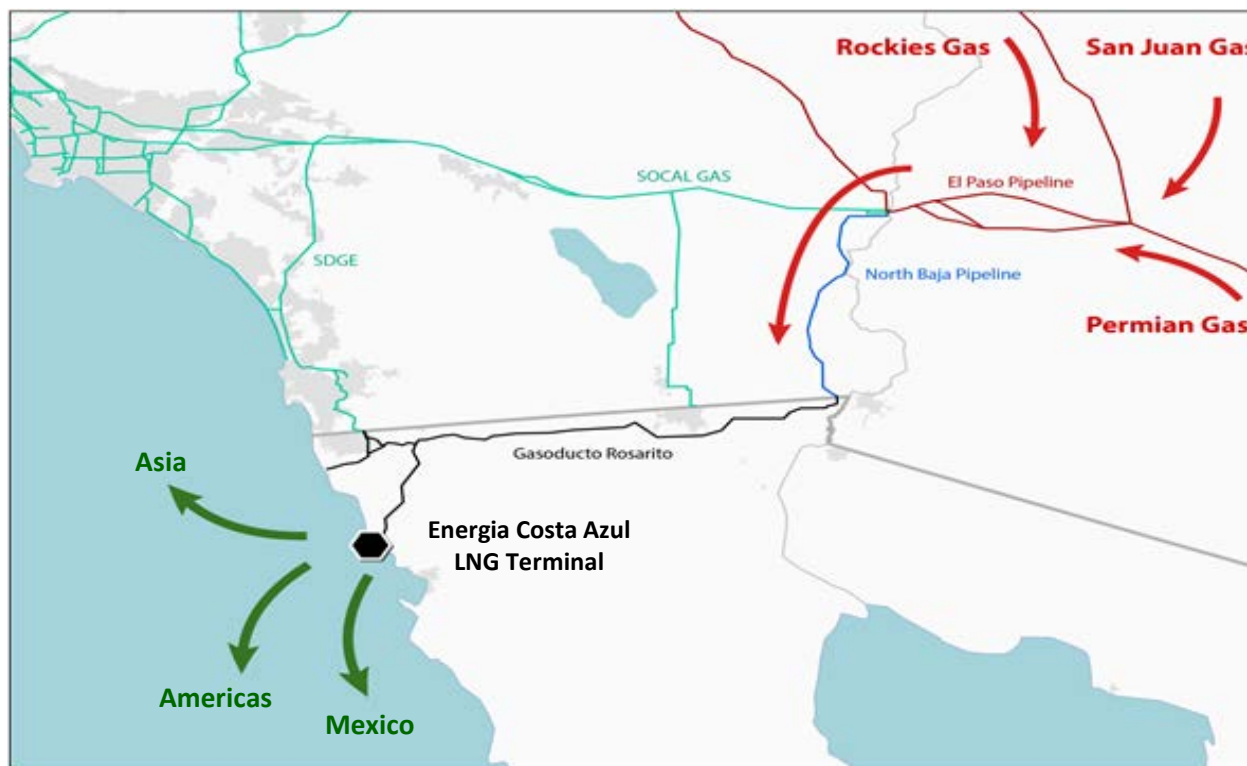 Rockies Gas
San Juan Gas
SOCAL GAS
El Paso Pipeline
SDGE
North Baja Pipeline
Permian Gas
Gasoducto Rosarito
Asia
Energia Costa Azul
LNG Terminal
Americas
Mexico